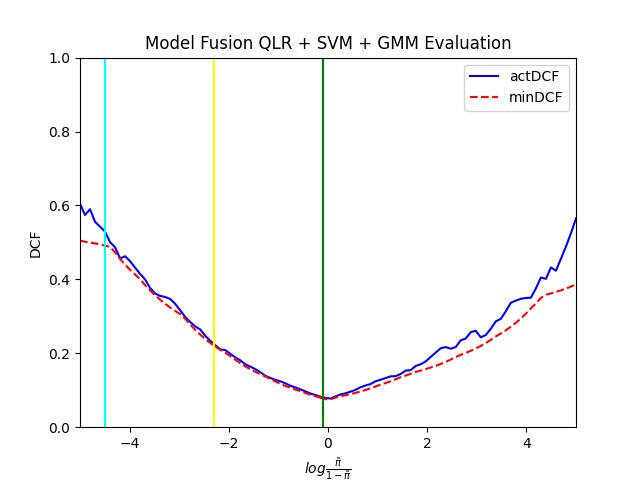 Model Fusion QLR + SVM + GMM Evaluation
actDCF
minDCF
1.0
0.8
0.6
0.4
0.2
0.0
DCF
−4
−2
0
2
4
log π̃/(1 − π̃)